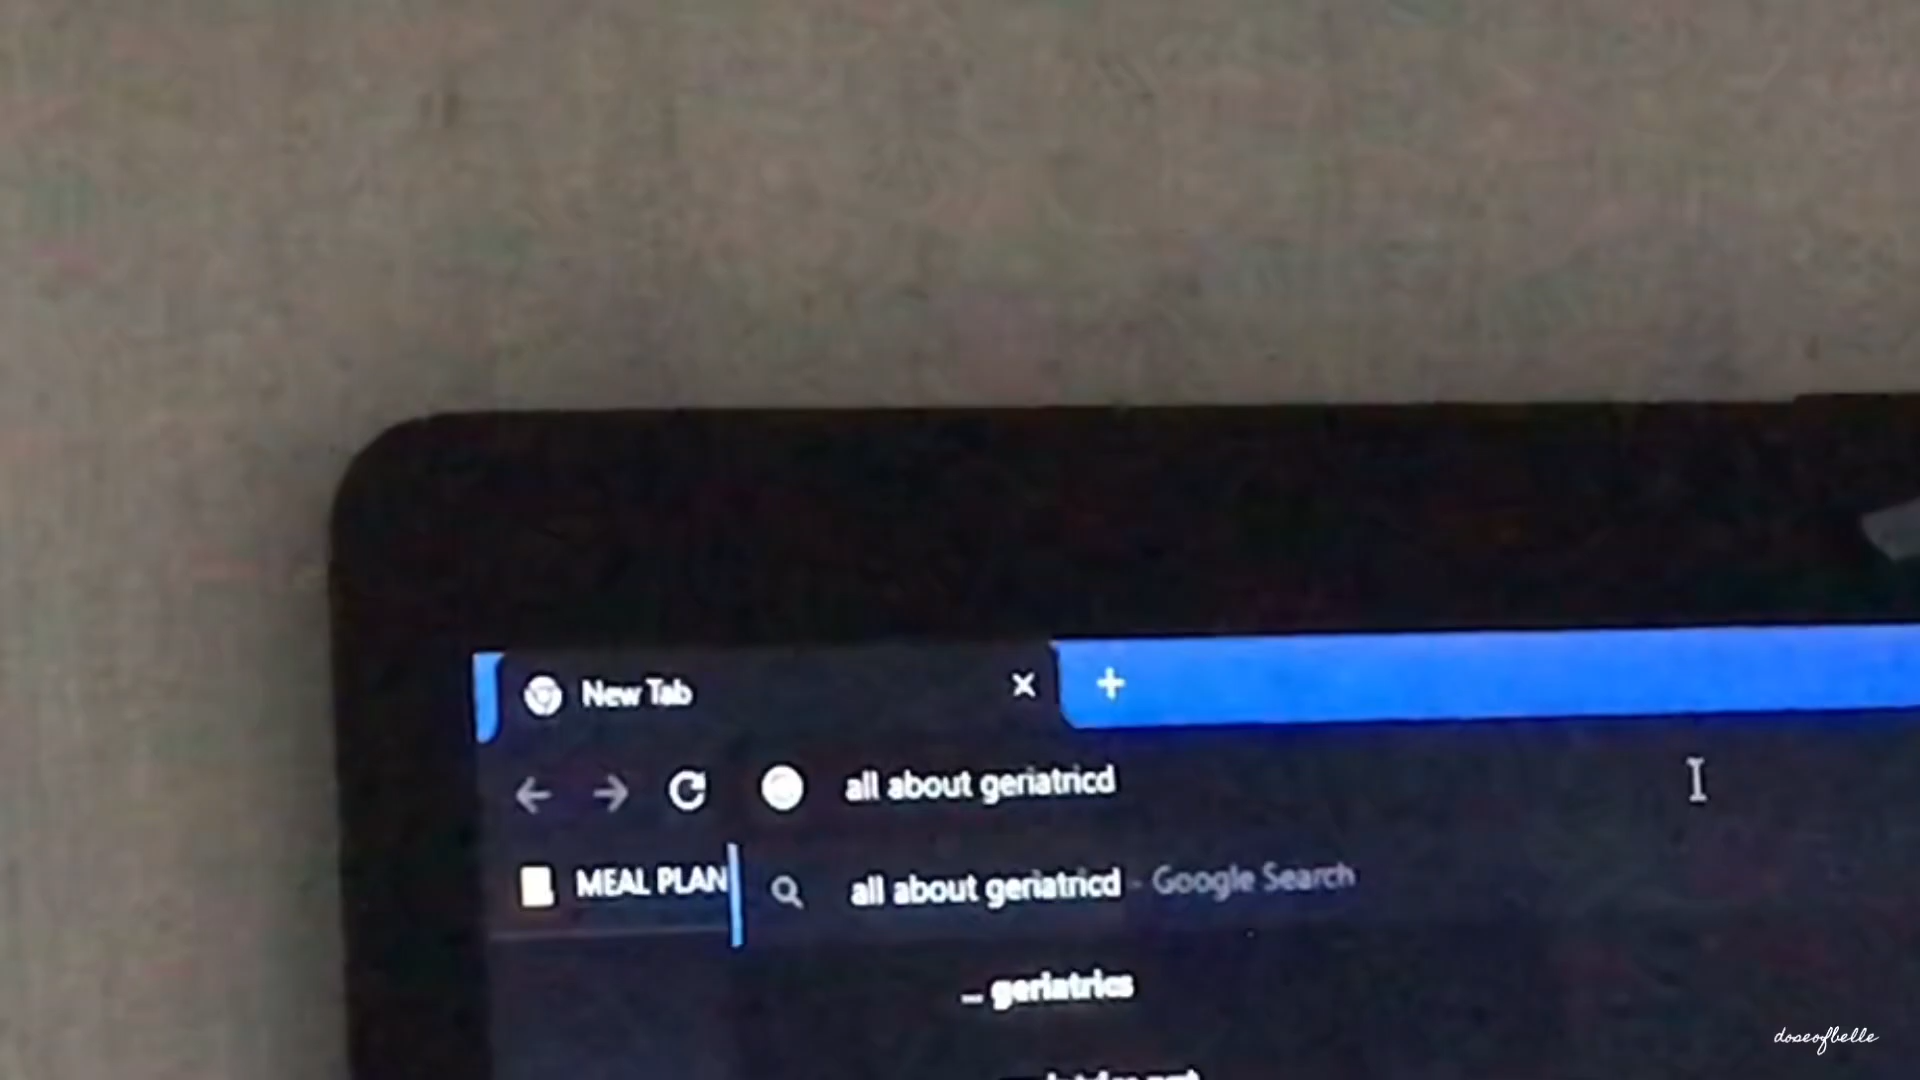 New Tab
all about geriatricd
MEAL PLAN
all about geriatricd - Google Search
... geriatrics
doseofbelle